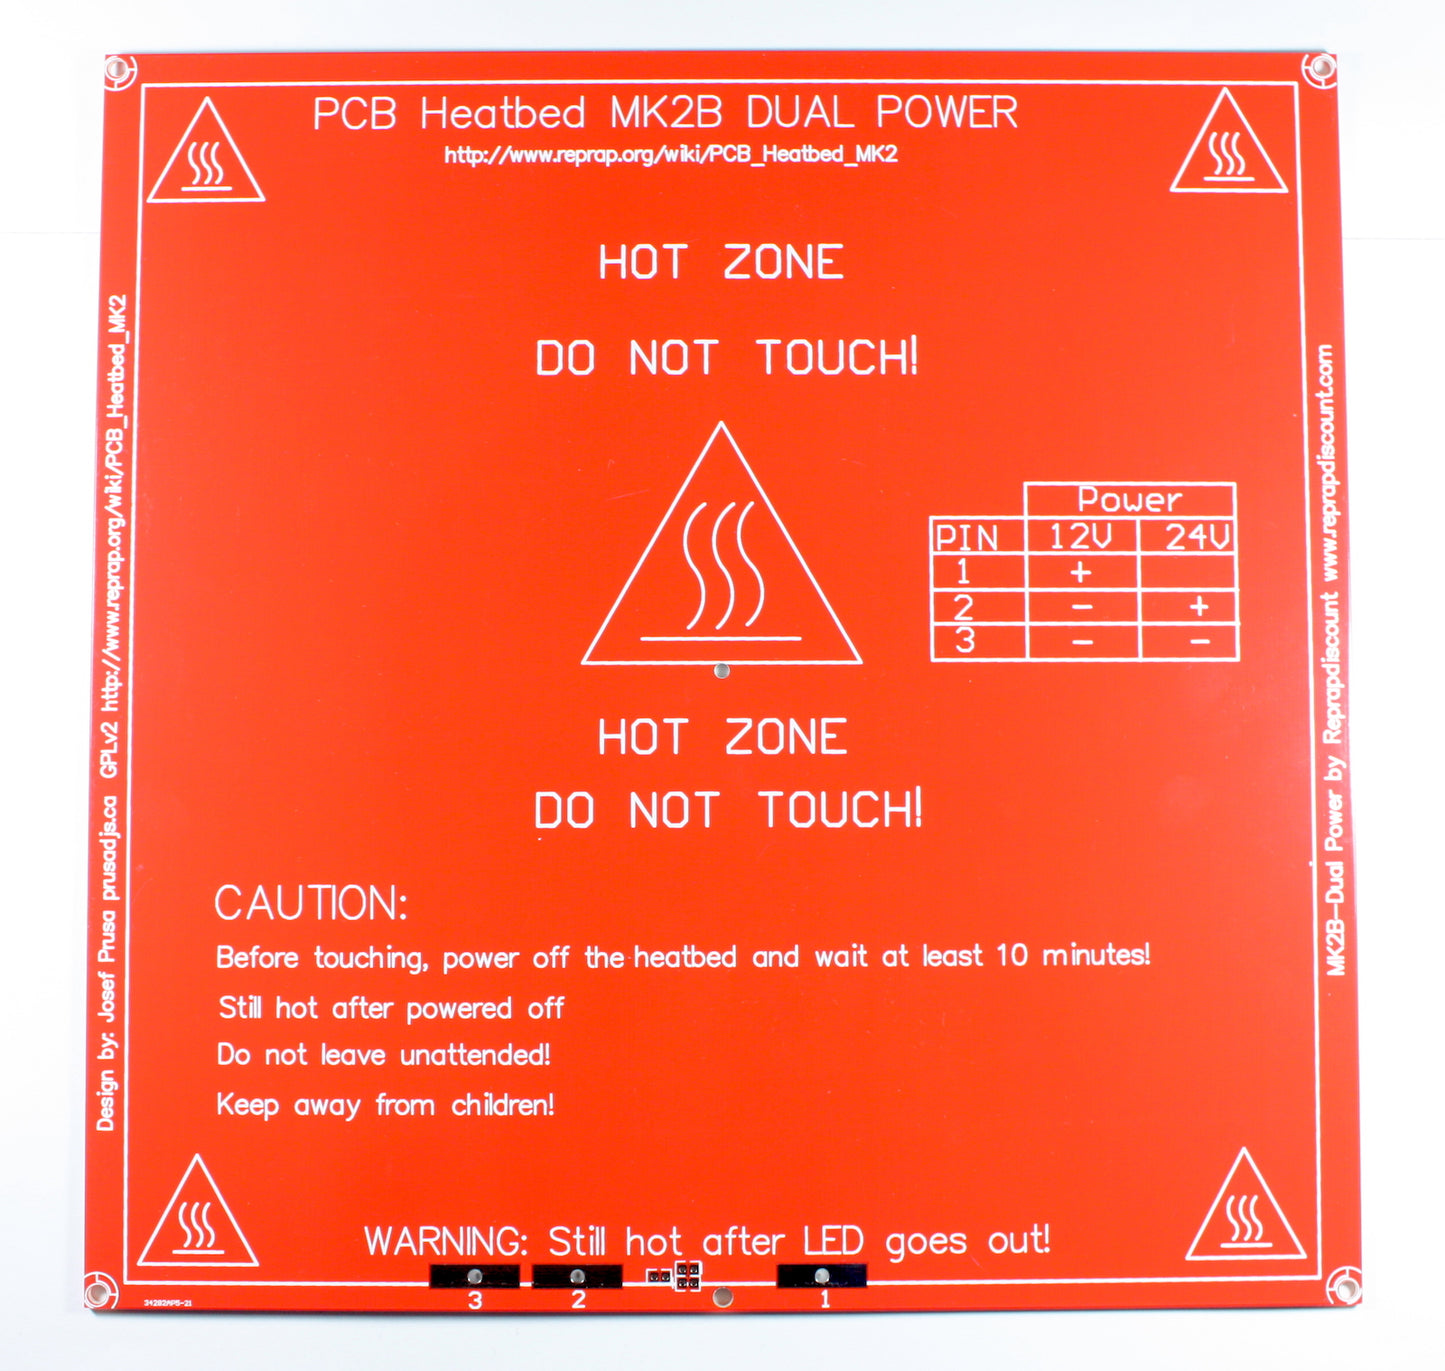 PCB Heatbed MK2B DUAL POWER
http://www.reprap.org/wiki/PCB_Heatbed_MK2
HOT ZONE
DO NOT TOUCH!
Power
PIN 12V 24V
1 +
2 - +
3 - -
HOT ZONE
DO NOT TOUCH!
CAUTION:
Before touching, power off the heatbed and wait at least 10 minutes!
Still hot after powered off
Do not leave unattended!
Keep away from children!
WARNING: Still hot after LED goes out!
3 2 1
34282AP5-21
Design by: Josef Prusa prusadjs.ca GPLv2 http://www.reprap.org/wiki/PCB_Heatbed_MK2
MK2B-Dual Power by Reprapdiscount www.reprapdiscount.com